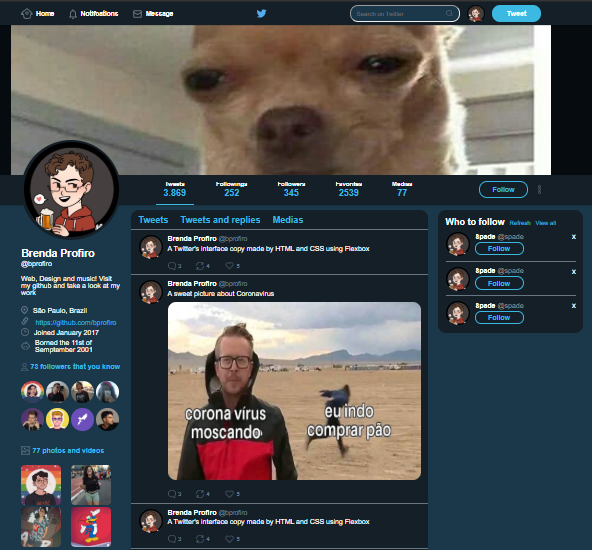 Home
Notifications
Message
Search on Twitter
Tweet
Tweets
3.869
Followings
252
Followers
345
Favorites
2539
Medias
77
Follow
Brenda Profiro
@bprofiro
Web, Design and music! Visit
my github and take a look at my
work
São Paulo, Brazil
https://github.com/bprofiro
Joined January 2017
Borned the 11st of
Semptamber 2001
73 followers that you know
77 photos and videos
Tweets
Tweets and replies
Medias
Brenda Profiro @bprofiro
A Twitter's interface copy made by HTML and CSS using Flexbox
3 4 5
Brenda Profiro @bprofiro
A sweet picture about Coronavirus
corona vírus
moscando
eu indo
comprar pão
3 4 5
Brenda Profiro @bprofiro
A Twitter's interface copy made by HTML and CSS using Flexbox
3 4 5
Who to follow Refresh View all
Spade @spade x
Follow
Spade @spade x
Follow
Spade @spade x
Follow